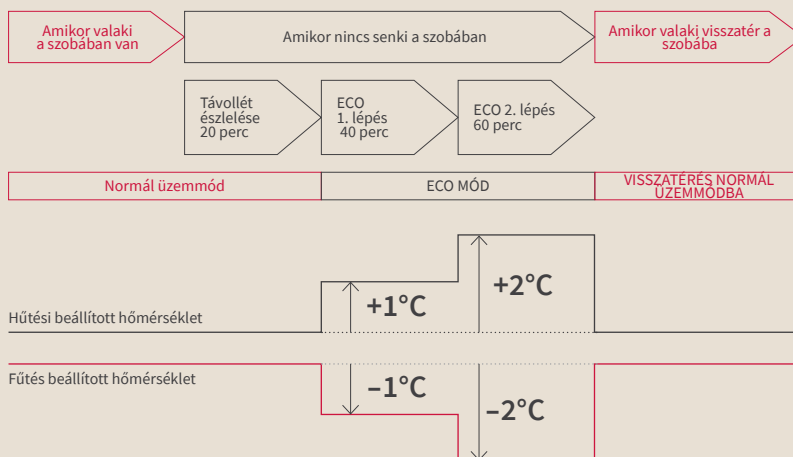 Amikor valaki
a szobában van
Amikor nincs senki a szobában
Amikor valaki visszatér a
szobába
Távollét
észlelése
20 perc
ECO
1. lépés
40 perc
ECO 2. lépés
60 perc
Normál üzemmód
ECO MÓD
VISSZATÉRÉS NORMÁL
ÜZEMMÓDBA
+1°C
+2°C
Hűtési beállított hőmérséklet
Fűtés beállított hőmérséklet
–1°C
–2°C